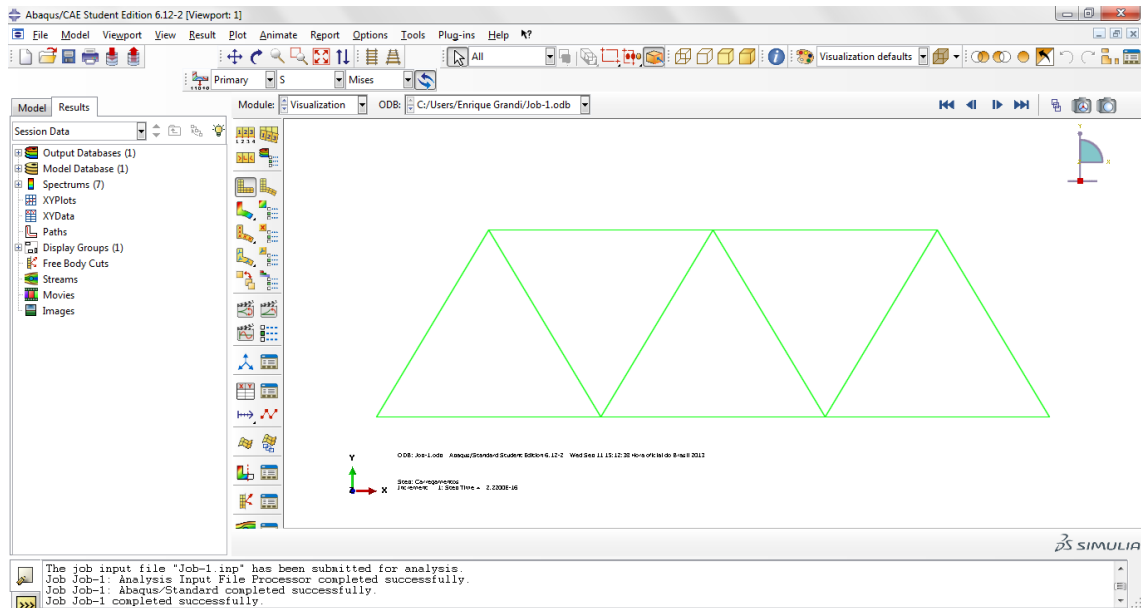 Abaqus/CAE Student Edition 6.12-2 [Viewport: 1]
File Model Viewport View Result Plot Animate Report Options Tools Plug-ins Help
All
Visualization defaults
Primary S Mises
Model Results
Module: Visualization ODB: C:/Users/Enrique Grandi/Job-1.odb
Session Data
Output Databases (1)
Model Database (1)
Spectrums (7)
XYPlots
XYData
Paths
Display Groups (1)
Free Body Cuts
Streams
Movies
Images
Y
X
ODB: Job-1.odb Abaqus/Standard Student Edition 6.12-2 Wed Sep 11 15:12:38 Hora oficial do Brasil 2013
Step: Carregamentos
Increment 1: Step Time = 2.2200E-16
Y
X
SIMULIA
The job input file "Job-1.inp" has been submitted for analysis.
Job Job-1: Analysis Input File Processor completed successfully.
Job Job-1: Abaqus/Standard completed successfully.
Job Job-1 completed successfully.